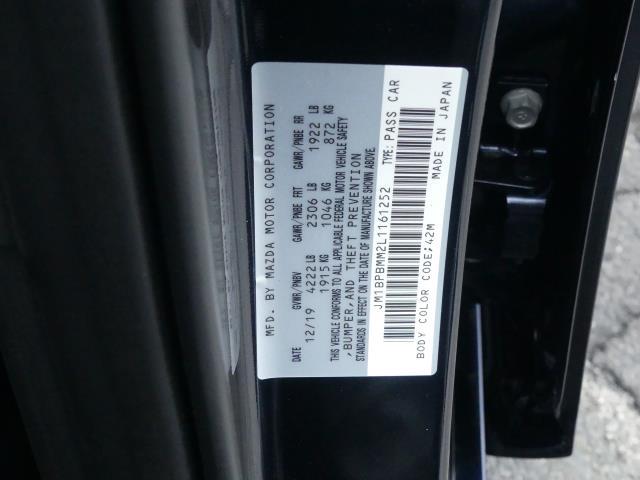 MFD. BY MAZDA MOTOR CORPORATION
DATE GVWR/PNBV GAWR/PNBE FRT GAWR/PNBE RR
12/19 4222 LB 2306 LB 1922 LB
1915 KG 1046 KG 872 KG
THIS VEHICLE CONFORMS TO ALL APPLICABLE FEDERAL MOTOR VEHICLE SAFETY
,BUMPER,AND THEFT PREVENTION
STANDARDS IN EFFECT ON THE DATE OF MANUFACTURE SHOWN ABOVE.
JM1BPBMM2L1161252 TYPE: PASS CAR
BODY COLOR CODE;42M MADE IN JAPAN